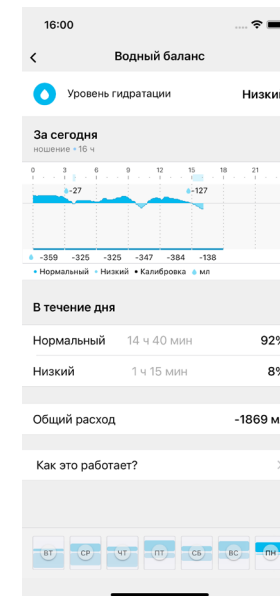 16:00
Водный баланс
Уровень гидратации Низкий
За сегодня
ношение • 16 ч
0 3 6 9 12 15 18 21
-27 -127
-359 -325 -325 -347 -384 -138
• Нормальный • Низкий • Калибровка мл
В течение дня
Нормальный 14 ч 40 мин 92%
Низкий 1 ч 15 мин 8%
Общий расход -1869 м
Как это работает?
ВТ СР ЧТ ПТ СБ ВС ПН